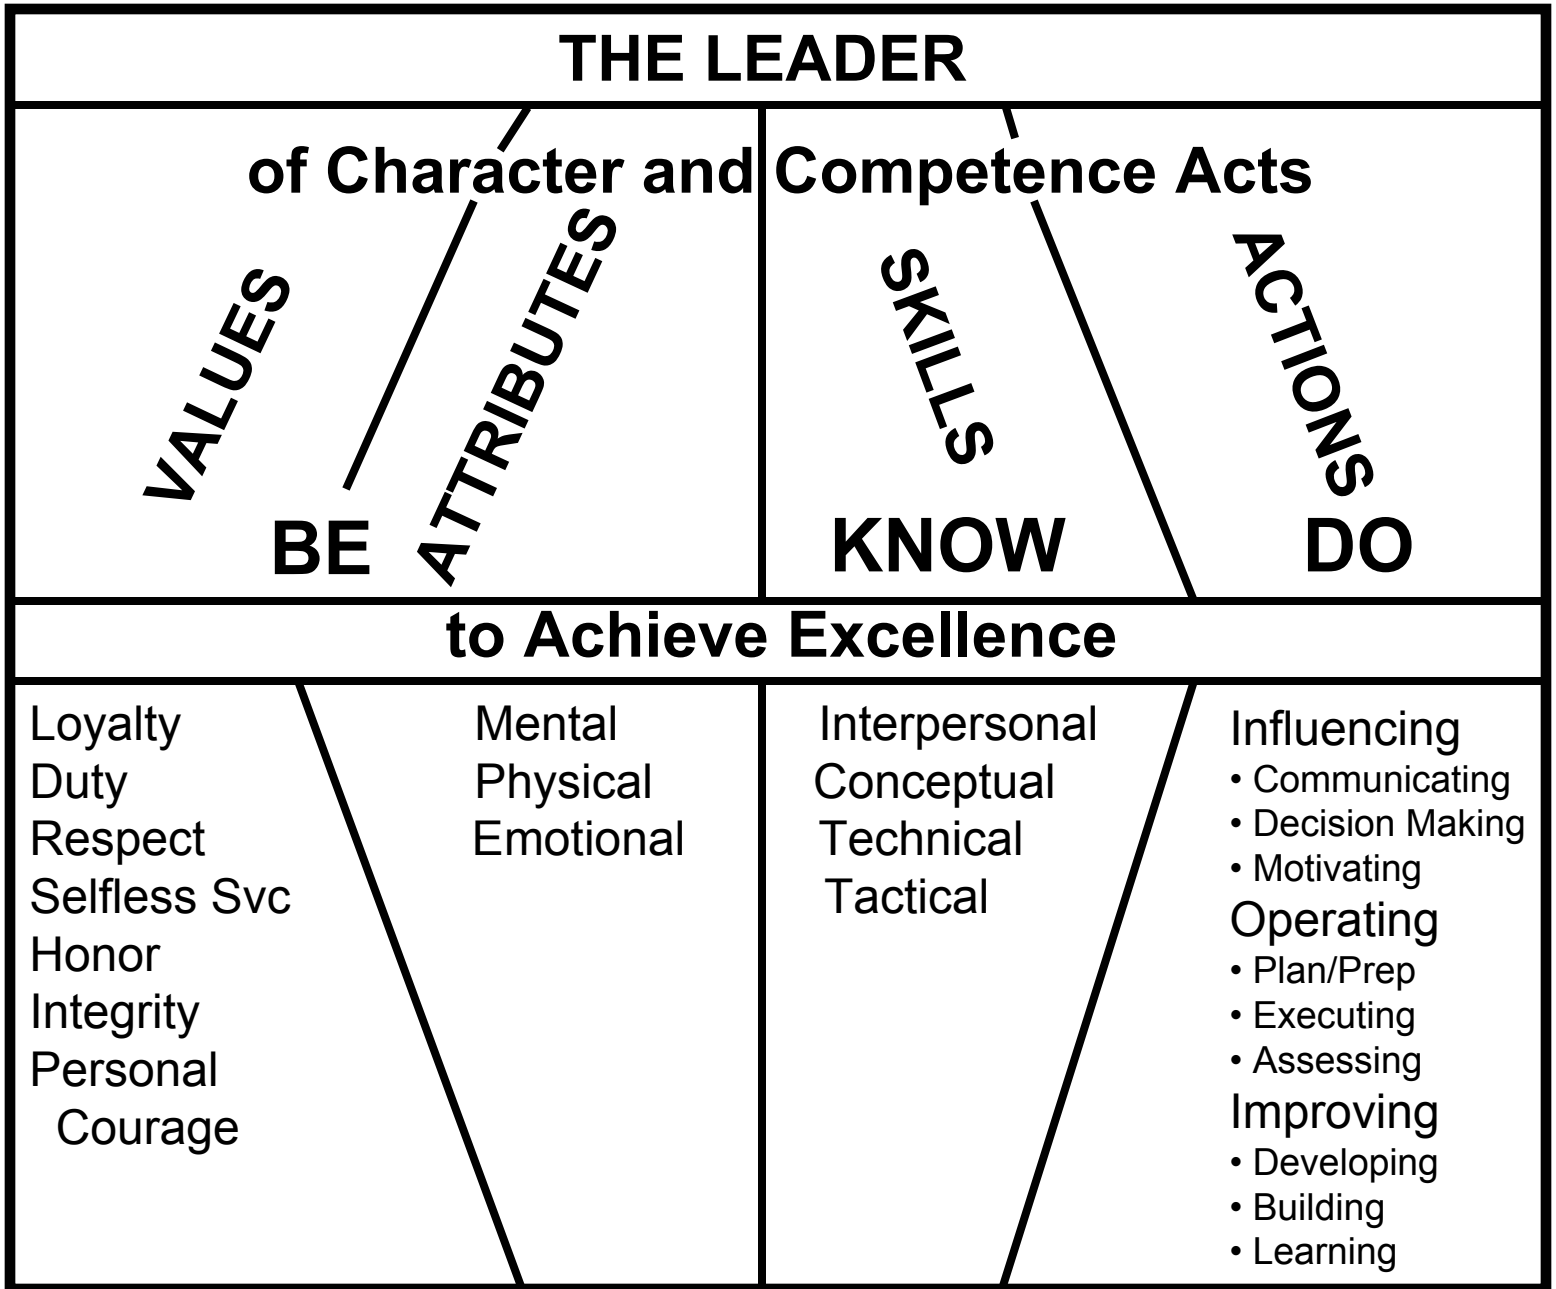 THE LEADER
of Character and Competence Acts
VALUES
ATTRIBUTES
SKILLS
ACTIONS
BE
KNOW
DO
to Achieve Excellence
Loyalty
Duty
Respect
Selfless Svc
Honor
Integrity
Personal
Courage
Mental
Physical
Emotional
Interpersonal
Conceptual
Technical
Tactical
Influencing
• Communicating
• Decision Making
• Motivating
Operating
• Plan/Prep
• Executing
• Assessing
Improving
• Developing
• Building
• Learning